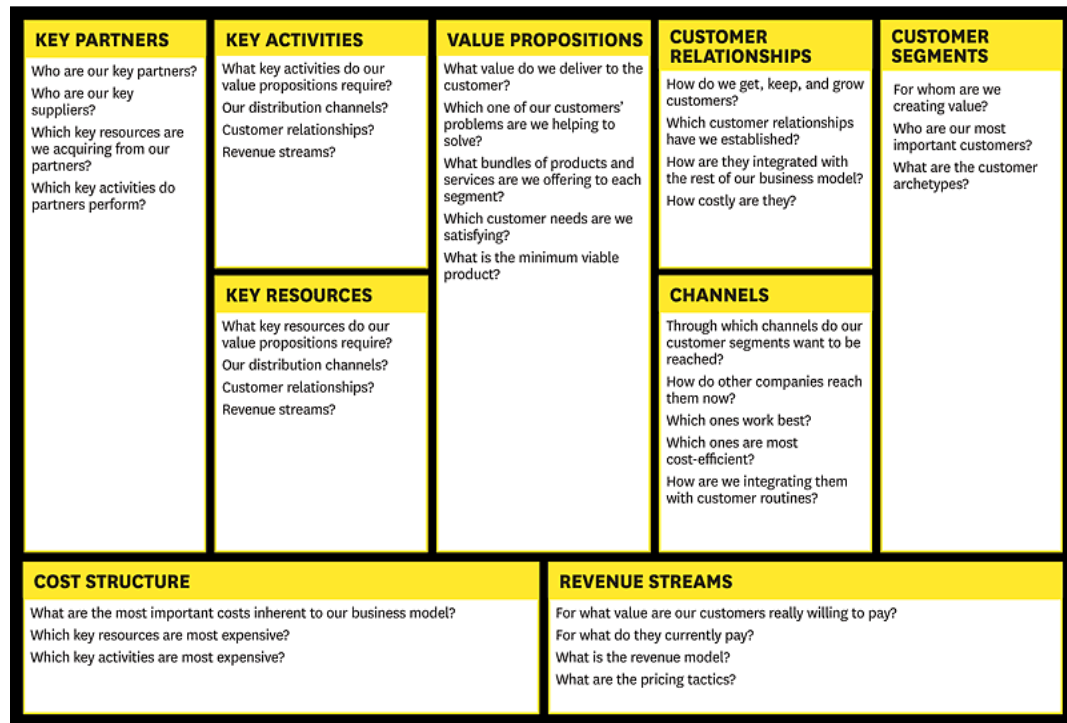 KEY PARTNERS
Who are our key partners?
Who are our key
suppliers?
Which key resources are
we acquiring from our
partners?
Which key activities do
partners perform?
KEY ACTIVITIES
What key activities do our
value propositions require?
Our distribution channels?
Customer relationships?
Revenue streams?
KEY RESOURCES
What key resources do our
value propositions require?
Our distribution channels?
Customer relationships?
Revenue streams?
VALUE PROPOSITIONS
What value do we deliver to the
customer?
Which one of our customers’
problems are we helping to
solve?
What bundles of products and
services are we offering to each
segment?
Which customer needs are we
satisfying?
What is the minimum viable
product?
CUSTOMER
RELATIONSHIPS
How do we get, keep, and grow
customers?
Which customer relationships
have we established?
How are they integrated with
the rest of our business model?
How costly are they?
CHANNELS
Through which channels do our
customer segments want to be
reached?
How do other companies reach
them now?
Which ones work best?
Which ones are most
cost-efficient?
How are we integrating them
with customer routines?
CUSTOMER
SEGMENTS
For whom are we
creating value?
Who are our most
important customers?
What are the customer
archetypes?
COST STRUCTURE
What are the most important costs inherent to our business model?
Which key resources are most expensive?
Which key activities are most expensive?
REVENUE STREAMS
For what value are our customers really willing to pay?
For what do they currently pay?
What is the revenue model?
What are the pricing tactics?